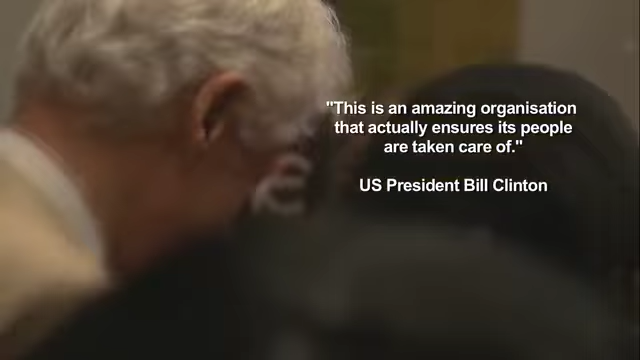 "This is an amazing organisation
that actually ensures its people
are taken care of."
US President Bill Clinton